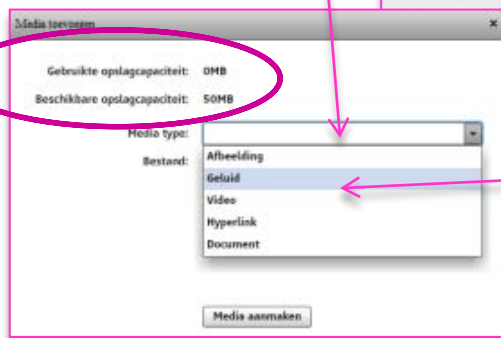 Media toevoegen x
Gebruikte opslagcapaciteit: 0MB
Beschikbare opslagcapaciteit: 50MB
Media type:
Bestand:
Afbeelding
Geluid
Video
Hyperlink
Document
Media aanmaken